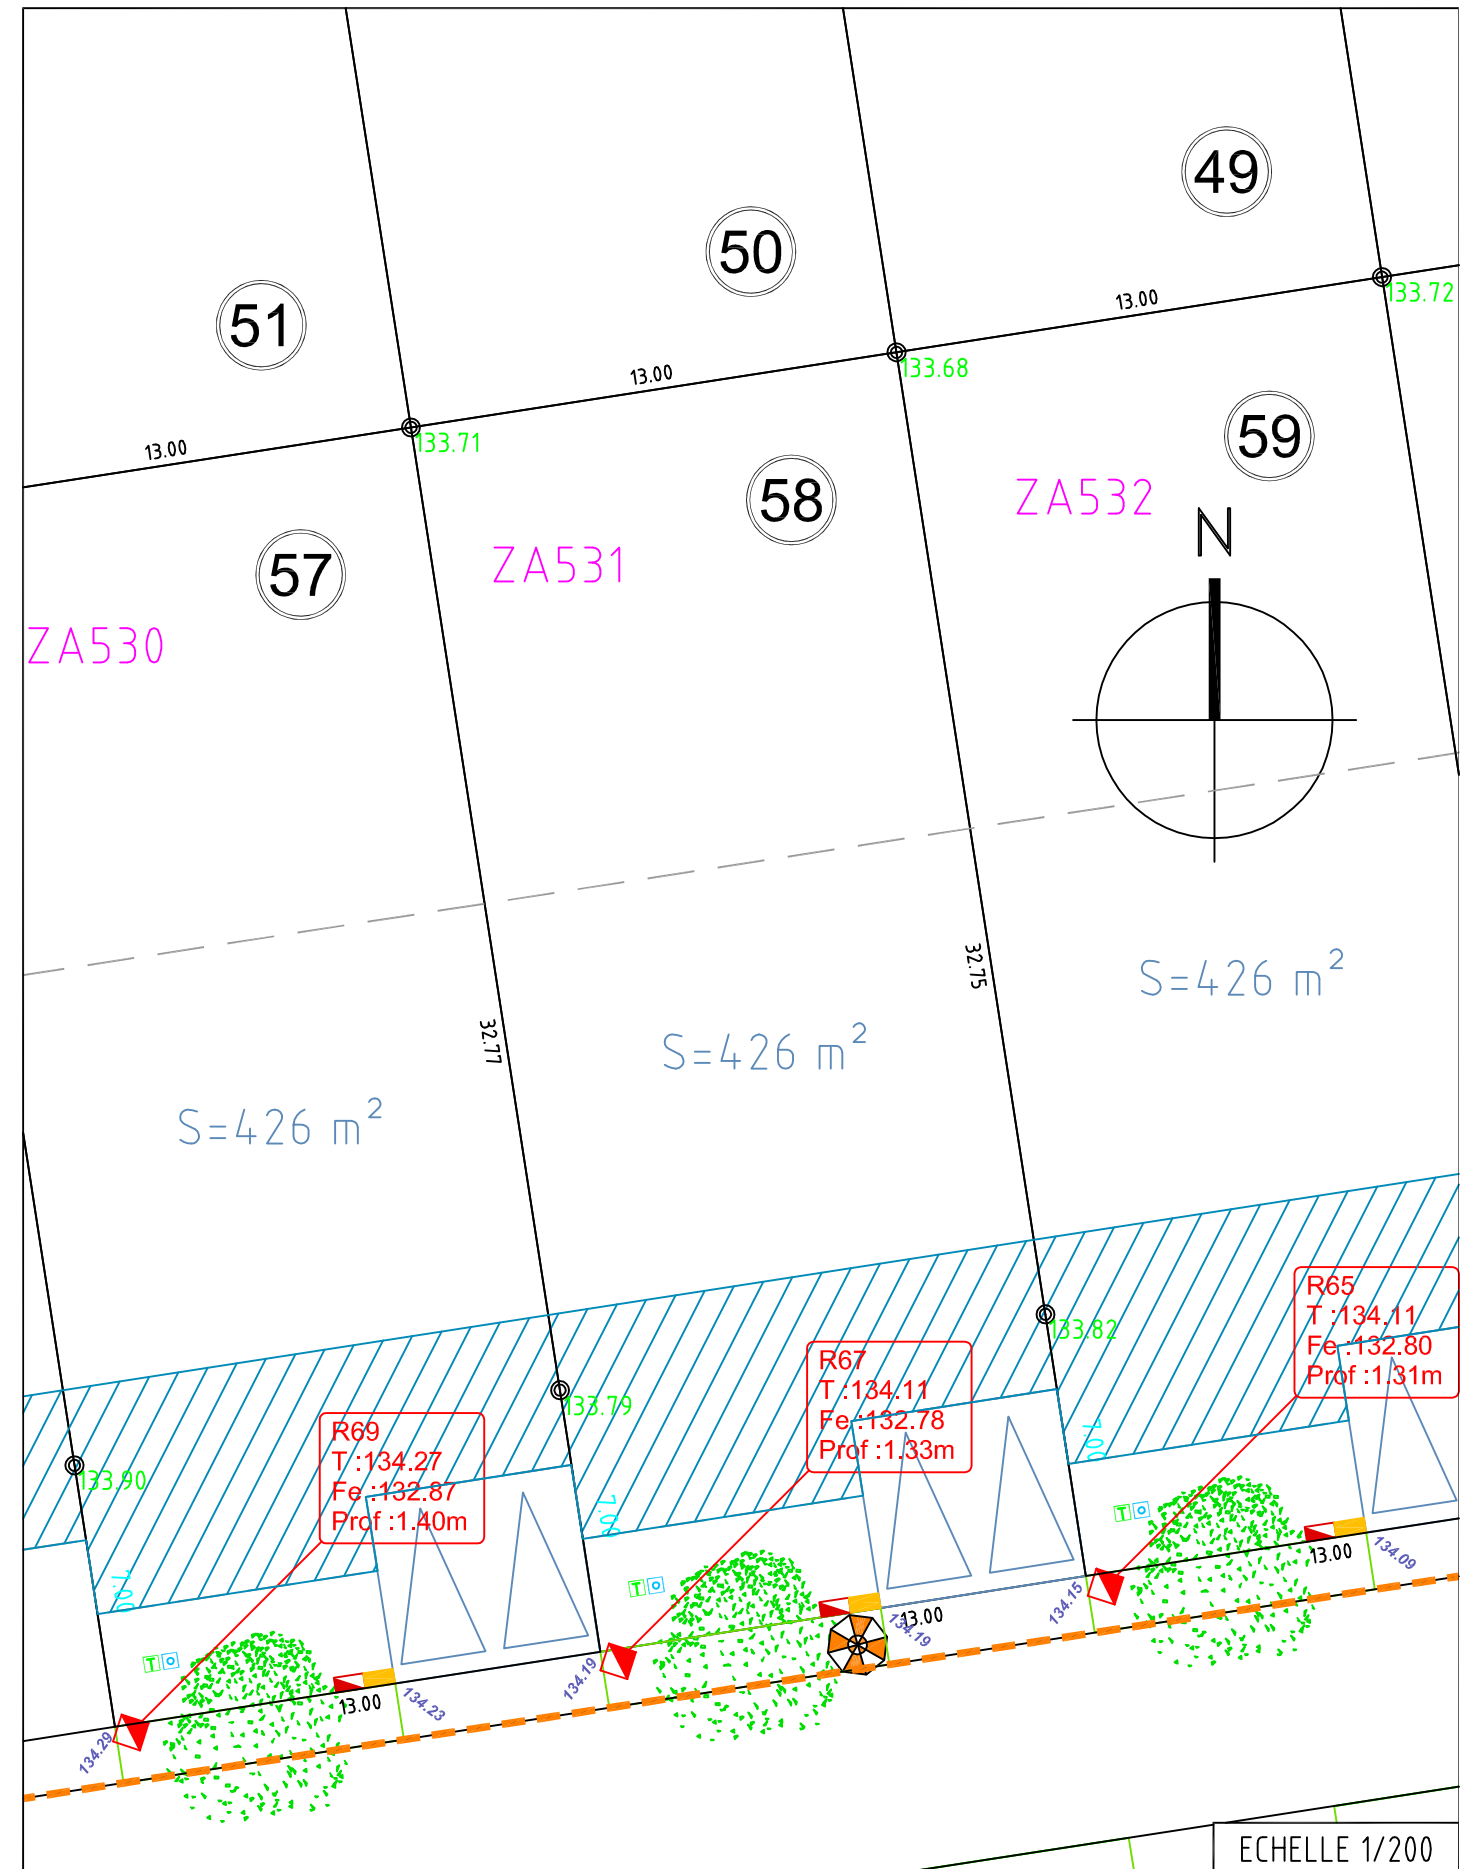 49
50
51
13.00
133.72
13.00
133.68
13.00
133.71
59
58
57
ZA532
N
ZA531
ZA530
32.75
32.77
S=426 m²
S=426 m²
S=426 m²
R65
T :134.11
Fe :132.80
Prof :1.31m
133.82
R67
T :134.11
Fe :132.78
Prof :1.33m
133.79
R69
T :134.27
Fe :132.87
Prof :1.40m
133.90
7.00
7.00
7.00
T
T
T
13.00
134.09
134.15
13.00
134.19
134.19
13.00
134.23
134.29
ECHELLE 1/200